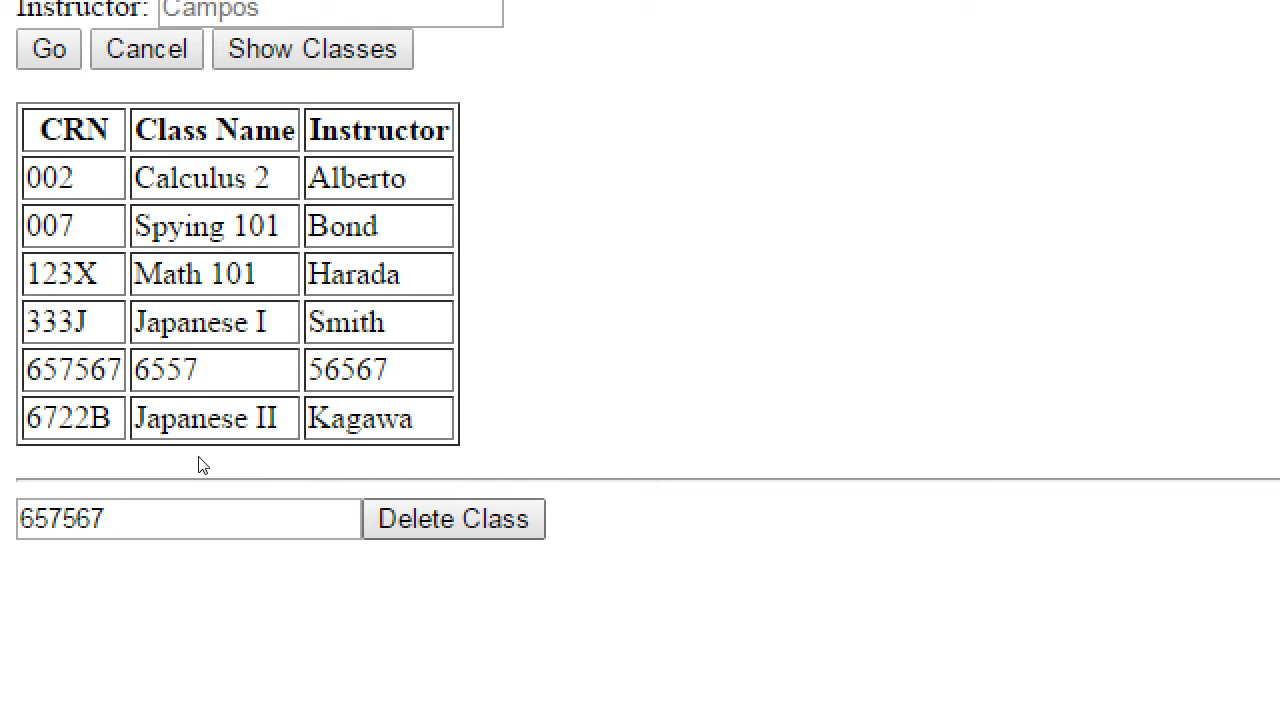 Instructor: Campos
Go Cancel Show Classes
CRN Class Name Instructor
002 Calculus 2 Alberto
007 Spying 101 Bond
123X Math 101 Harada
333J Japanese I Smith
657567 6557 56567
6722B Japanese II Kagawa
657567 Delete Class